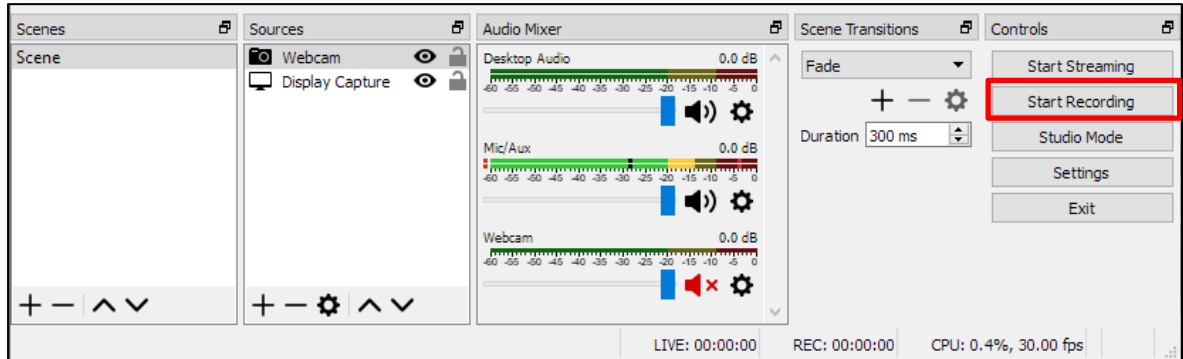 Scenes
Scene
Sources
Webcam
Display Capture
Audio Mixer
Desktop Audio 0.0 dB
-60 -55 -50 -45 -40 -35 -30 -25 -20 -15 -10 -5 0
Mic/Aux 0.0 dB
-60 -55 -50 -45 -40 -35 -30 -25 -20 -15 -10 -5 0
Webcam 0.0 dB
-60 -55 -50 -45 -40 -35 -30 -25 -20 -15 -10 -5 0
Scene Transitions
Fade
Duration 300 ms
Controls
Start Streaming
Start Recording
Studio Mode
Settings
Exit
LIVE: 00:00:00 REC: 00:00:00 CPU: 0.4%, 30.00 fps